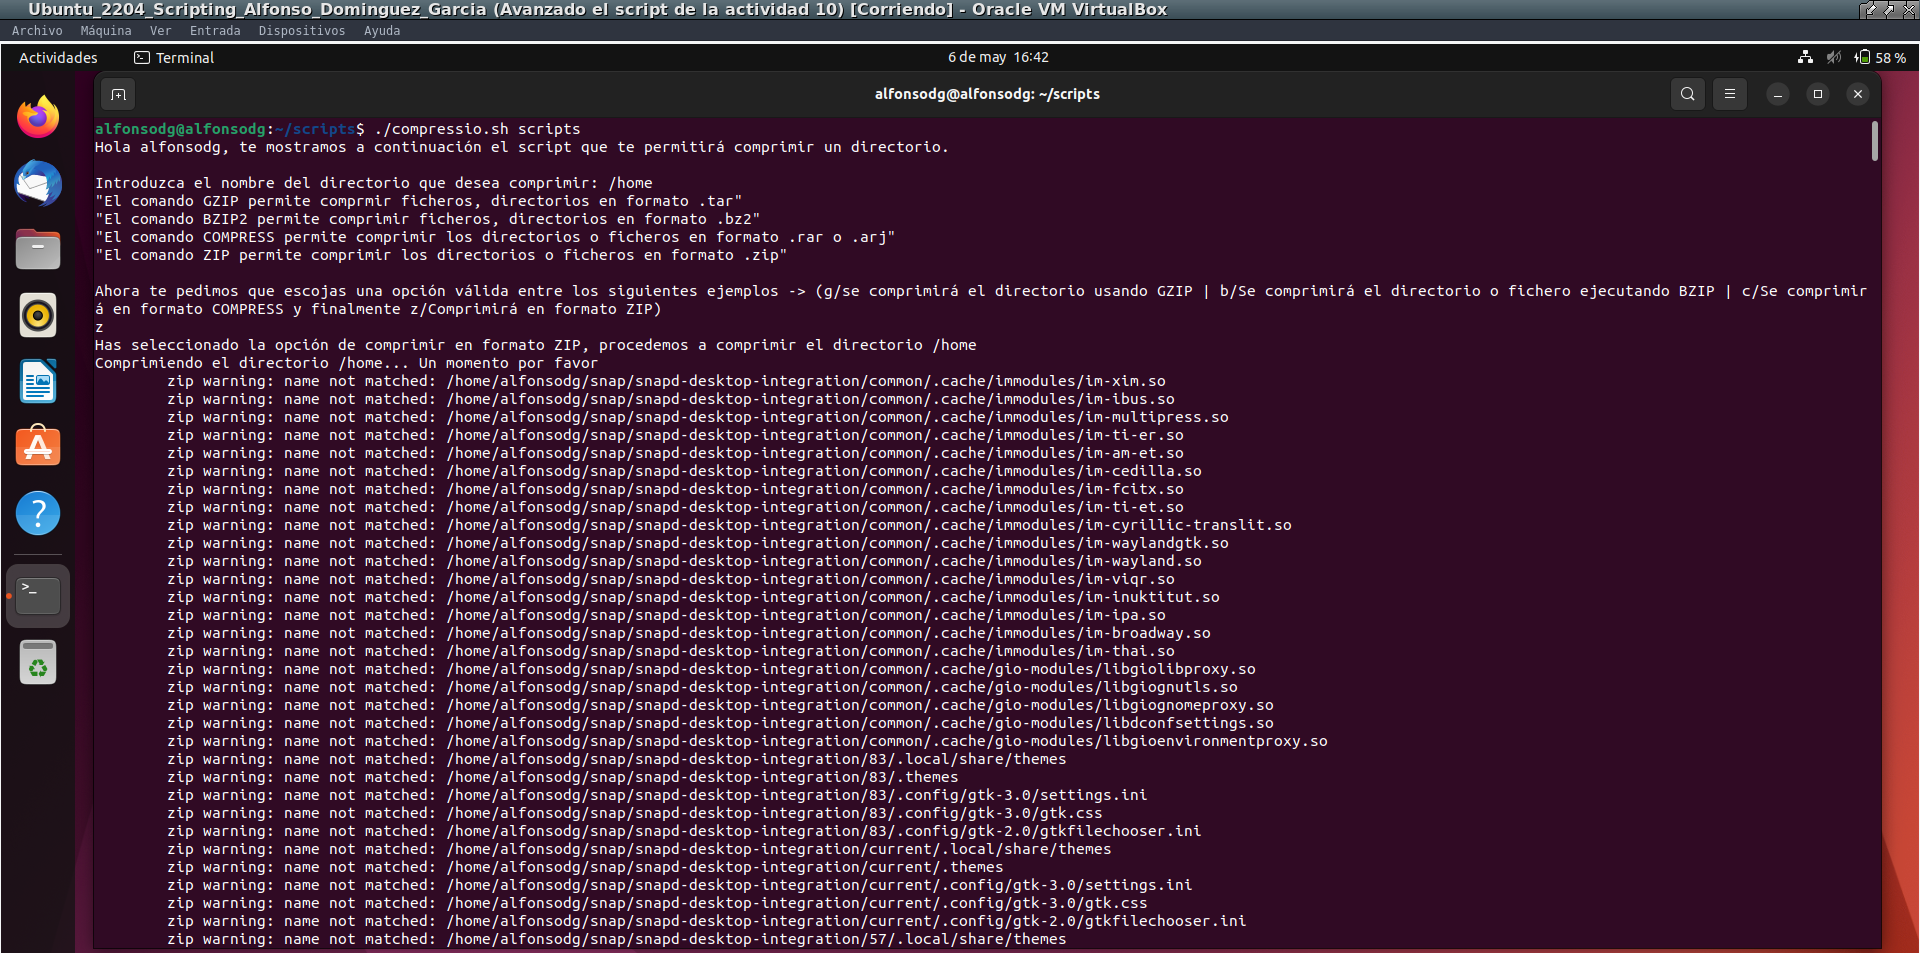 Ubuntu_2204_Scripting_Alfonso_Dominguez_Garcia (Avanzado el script de la actividad 10) [Corriendo] - Oracle VM VirtualBox
Archivo Máquina Ver Entrada Dispositivos Ayuda
Actividades Terminal 6 de may 16:42 58 %
alfonsodg@alfonsodg: ~/scripts
alfonsodg@alfonsodg:~/scripts$ ./compressio.sh scripts
Hola alfonsodg, te mostramos a continuación el script que te permitirá comprimir un directorio.
Introduzca el nombre del directorio que desea comprimir: /home
"El comando GZIP permite comprmir ficheros, directorios en formato .tar"
"El comando BZIP2 permite comprimir ficheros, directorios en formato .bz2"
"El comando COMPRESS permite comprimir los directorios o ficheros en formato .rar o .arj"
"El comando ZIP permite comprimir los directorios o ficheros en formato .zip"
Ahora te pedimos que escojas una opción válida entre los siguientes ejemplos -> (g/se comprimirá el directorio usando GZIP | b/Se comprimirá el directorio o fichero ejecutando BZIP | c/Se comprimir
á en formato COMPRESS y finalmente z/Comprimirá en formato ZIP)
z
Has seleccionado la opción de comprimir en formato ZIP, procedemos a comprimir el directorio /home
Comprimiendo el directorio /home... Un momento por favor
zip warning: name not matched: /home/alfonsodg/snap/snapd-desktop-integration/common/.cache/immodules/im-xim.so
zip warning: name not matched: /home/alfonsodg/snap/snapd-desktop-integration/common/.cache/immodules/im-ibus.so
zip warning: name not matched: /home/alfonsodg/snap/snapd-desktop-integration/common/.cache/immodules/im-multipress.so
zip warning: name not matched: /home/alfonsodg/snap/snapd-desktop-integration/common/.cache/immodules/im-ti-er.so
zip warning: name not matched: /home/alfonsodg/snap/snapd-desktop-integration/common/.cache/immodules/im-am-et.so
zip warning: name not matched: /home/alfonsodg/snap/snapd-desktop-integration/common/.cache/immodules/im-cedilla.so
zip warning: name not matched: /home/alfonsodg/snap/snapd-desktop-integration/common/.cache/immodules/im-fcitx.so
zip warning: name not matched: /home/alfonsodg/snap/snapd-desktop-integration/common/.cache/immodules/im-ti-et.so
zip warning: name not matched: /home/alfonsodg/snap/snapd-desktop-integration/common/.cache/immodules/im-cyrillic-translit.so
zip warning: name not matched: /home/alfonsodg/snap/snapd-desktop-integration/common/.cache/immodules/im-waylandgtk.so
zip warning: name not matched: /home/alfonsodg/snap/snapd-desktop-integration/common/.cache/immodules/im-wayland.so
zip warning: name not matched: /home/alfonsodg/snap/snapd-desktop-integration/common/.cache/immodules/im-viqr.so
zip warning: name not matched: /home/alfonsodg/snap/snapd-desktop-integration/common/.cache/immodules/im-inuktitut.so
zip warning: name not matched: /home/alfonsodg/snap/snapd-desktop-integration/common/.cache/immodules/im-ipa.so
zip warning: name not matched: /home/alfonsodg/snap/snapd-desktop-integration/common/.cache/immodules/im-broadway.so
zip warning: name not matched: /home/alfonsodg/snap/snapd-desktop-integration/common/.cache/immodules/im-thai.so
zip warning: name not matched: /home/alfonsodg/snap/snapd-desktop-integration/common/.cache/gio-modules/libgiolibproxy.so
zip warning: name not matched: /home/alfonsodg/snap/snapd-desktop-integration/common/.cache/gio-modules/libgiognutls.so
zip warning: name not matched: /home/alfonsodg/snap/snapd-desktop-integration/common/.cache/gio-modules/libgiognomeproxy.so
zip warning: name not matched: /home/alfonsodg/snap/snapd-desktop-integration/common/.cache/gio-modules/libdconfsettings.so
zip warning: name not matched: /home/alfonsodg/snap/snapd-desktop-integration/common/.cache/gio-modules/libgioenvironmentproxy.so
zip warning: name not matched: /home/alfonsodg/snap/snapd-desktop-integration/83/.local/share/themes
zip warning: name not matched: /home/alfonsodg/snap/snapd-desktop-integration/83/.themes
zip warning: name not matched: /home/alfonsodg/snap/snapd-desktop-integration/83/.config/gtk-3.0/settings.ini
zip warning: name not matched: /home/alfonsodg/snap/snapd-desktop-integration/83/.config/gtk-3.0/gtk.css
zip warning: name not matched: /home/alfonsodg/snap/snapd-desktop-integration/83/.config/gtk-2.0/gtkfilechooser.ini
zip warning: name not matched: /home/alfonsodg/snap/snapd-desktop-integration/current/.local/share/themes
zip warning: name not matched: /home/alfonsodg/snap/snapd-desktop-integration/current/.themes
zip warning: name not matched: /home/alfonsodg/snap/snapd-desktop-integration/current/.config/gtk-3.0/settings.ini
zip warning: name not matched: /home/alfonsodg/snap/snapd-desktop-integration/current/.config/gtk-3.0/gtk.css
zip warning: name not matched: /home/alfonsodg/snap/snapd-desktop-integration/current/.config/gtk-2.0/gtkfilechooser.ini
zip warning: name not matched: /home/alfonsodg/snap/snapd-desktop-integration/57/.local/share/themes